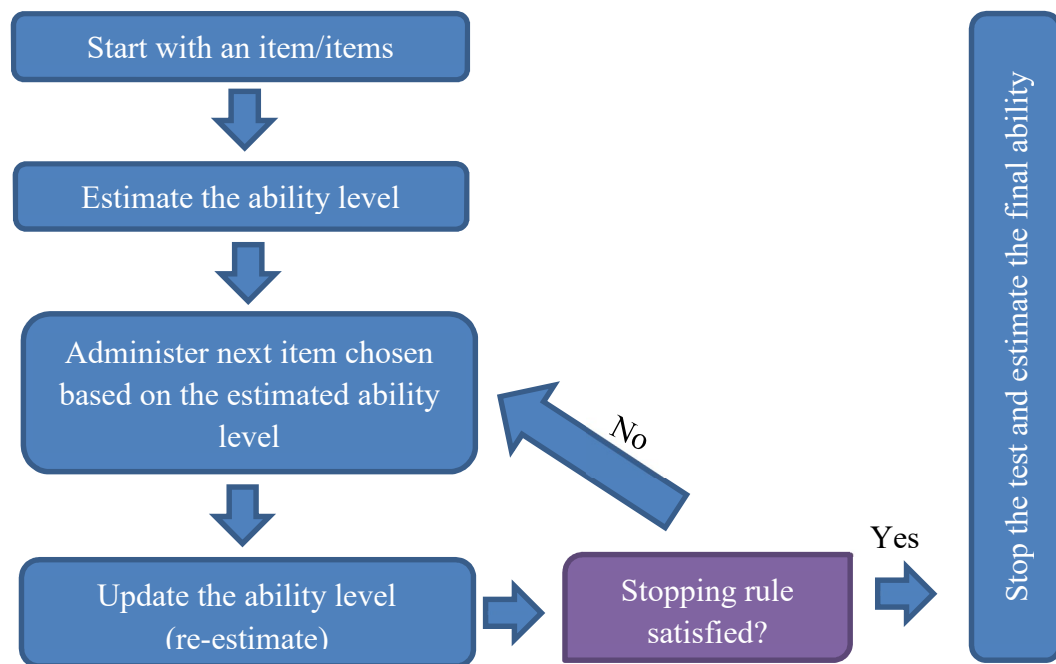 Start with an item/items
Estimate the ability level
Administer next item chosen
based on the estimated ability
level
No
Update the ability level
(re-estimate)
Stopping rule
satisfied?
Yes
Stop the test and estimate the final ability